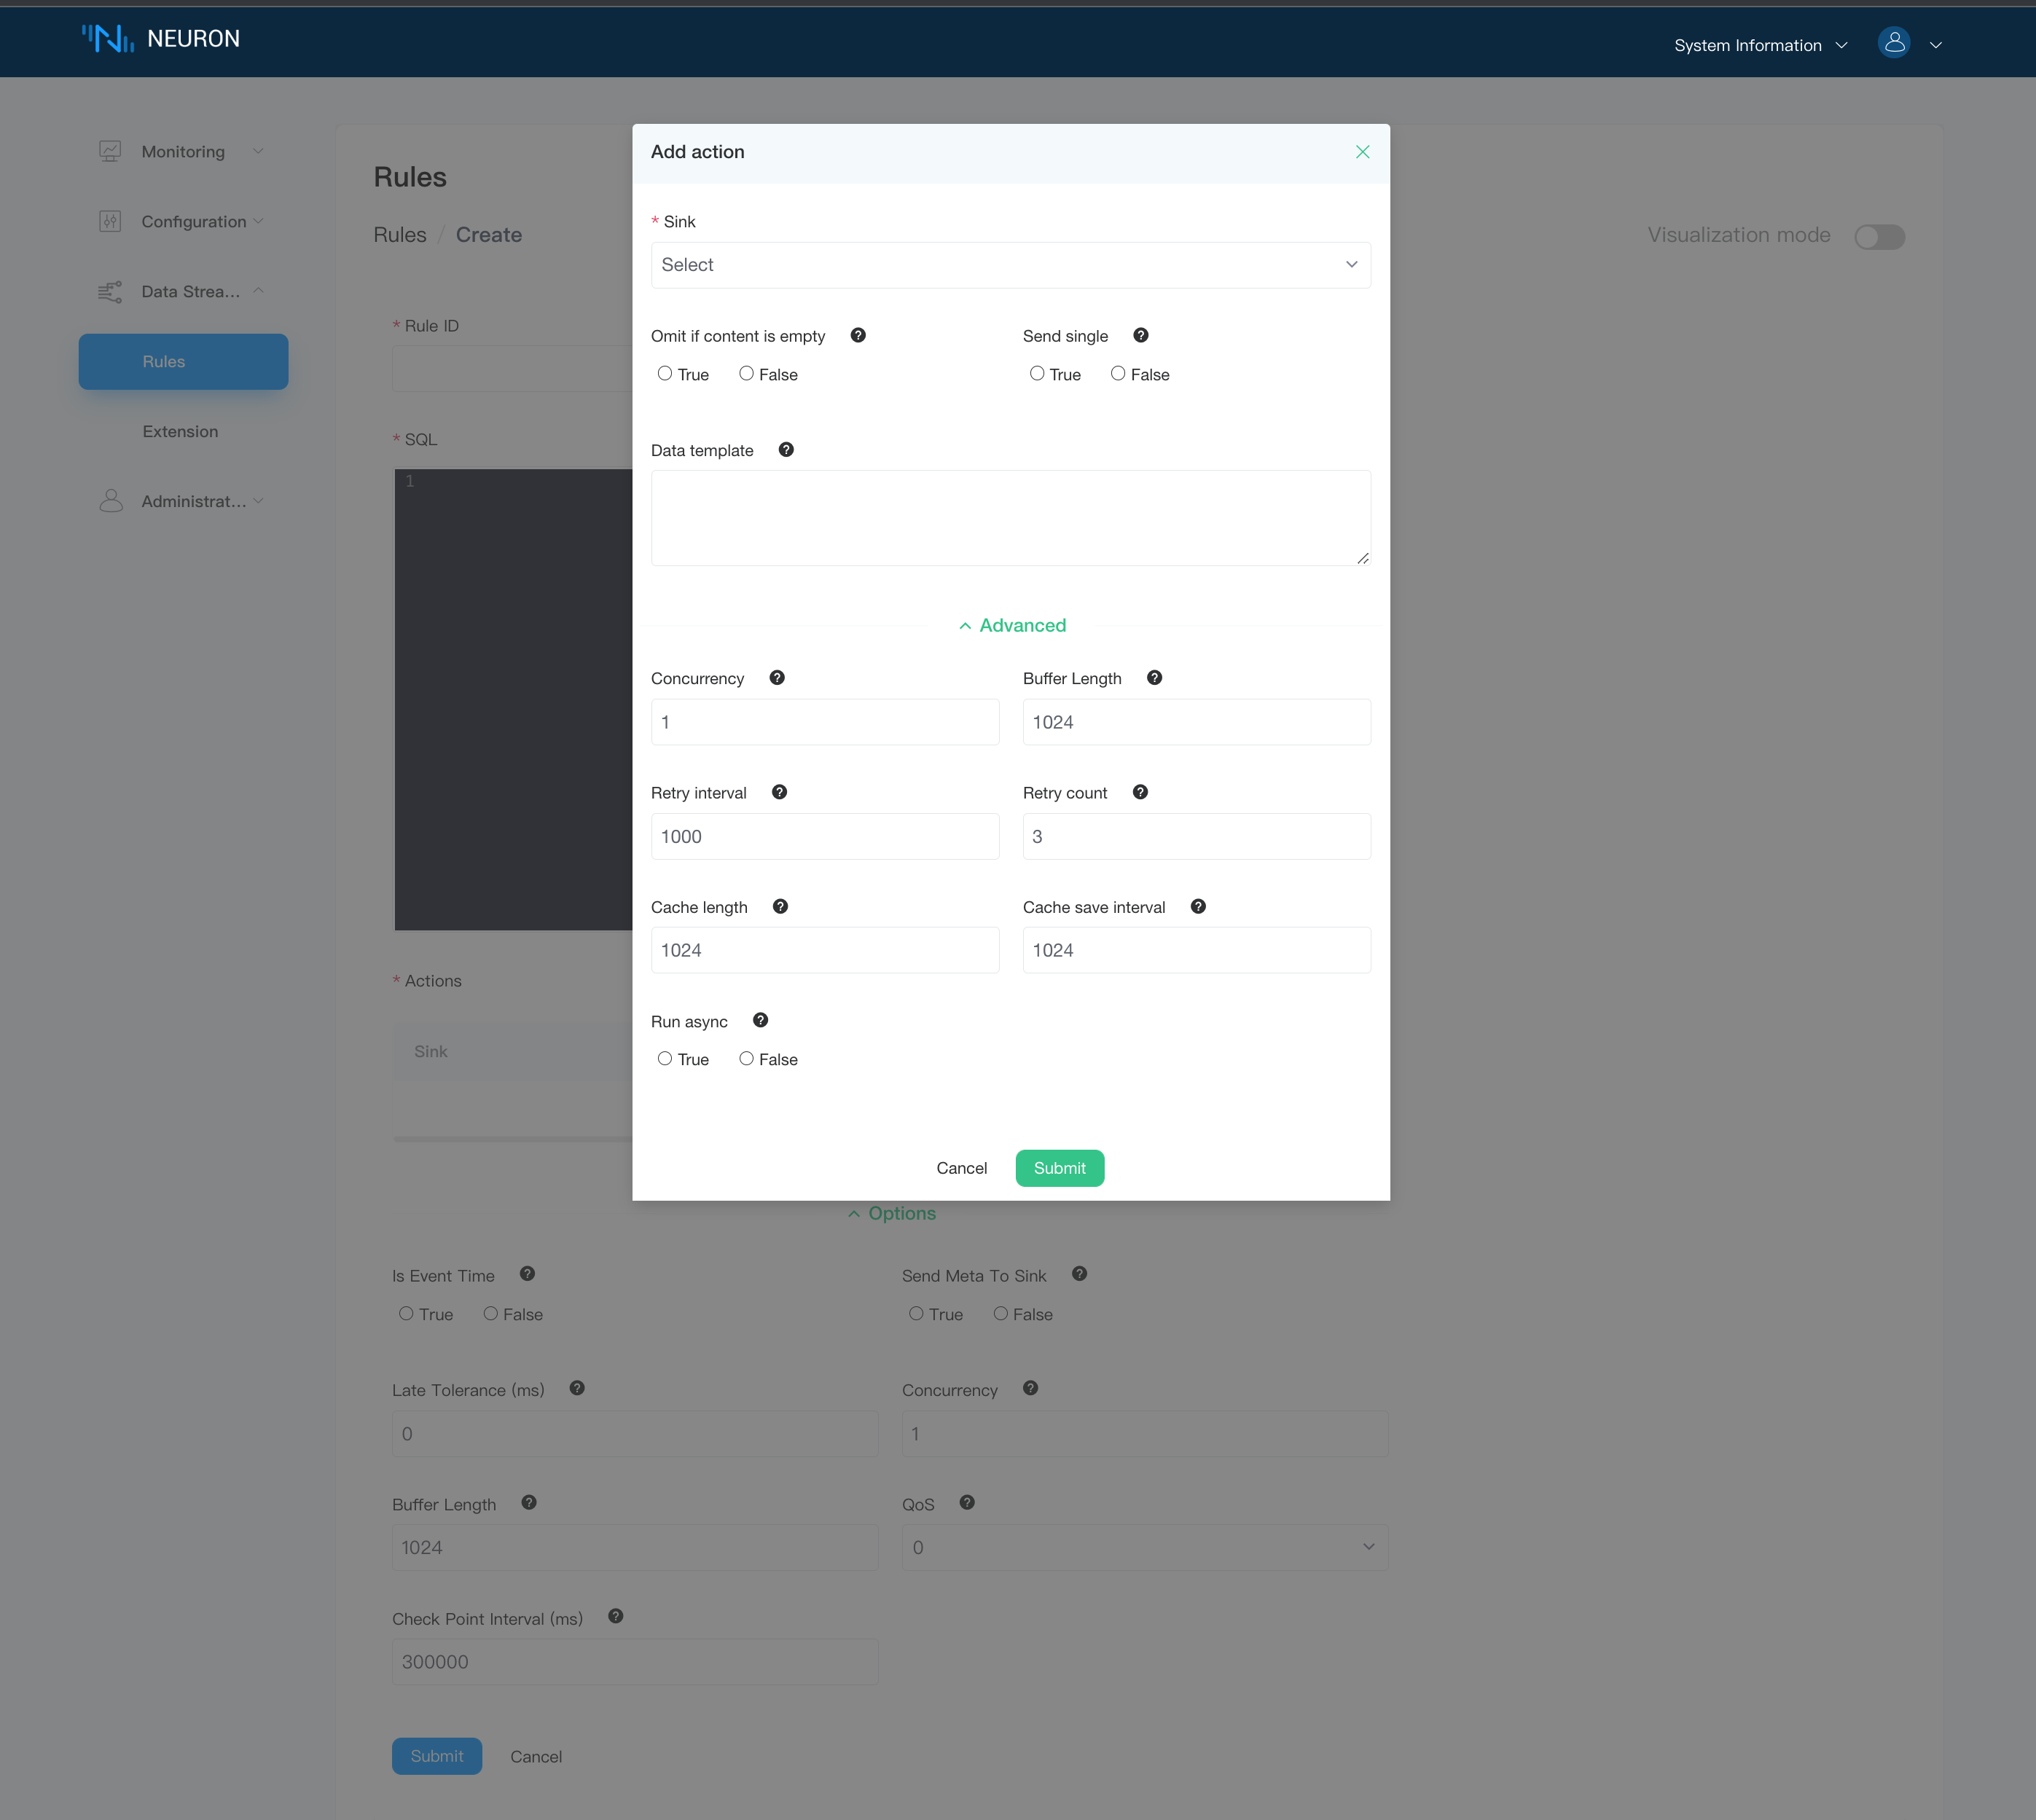 NEURON
System Information
Monitoring
Configuration
Data Strea...
Rules
Extension
Administrat...
Rules
Rules / Create
Visualization mode
* Rule ID
* SQL
1
* Actions
Sink
Add action
* Sink
Select
Omit if content is empty ? Send single ?
True False True False
Data template ?
Advanced
Concurrency ? Buffer Length ?
1 1024
Retry interval ? Retry count ?
1000 3
Cache length ? Cache save interval ?
1024 1024
Run async ?
True False
Cancel Submit
Options
Is Event Time ? Send Meta To Sink ?
True False True False
Late Tolerance (ms) ? Concurrency ?
0 1
Buffer Length ? QoS ?
1024 0
Check Point Interval (ms) ?
300000
Submit Cancel